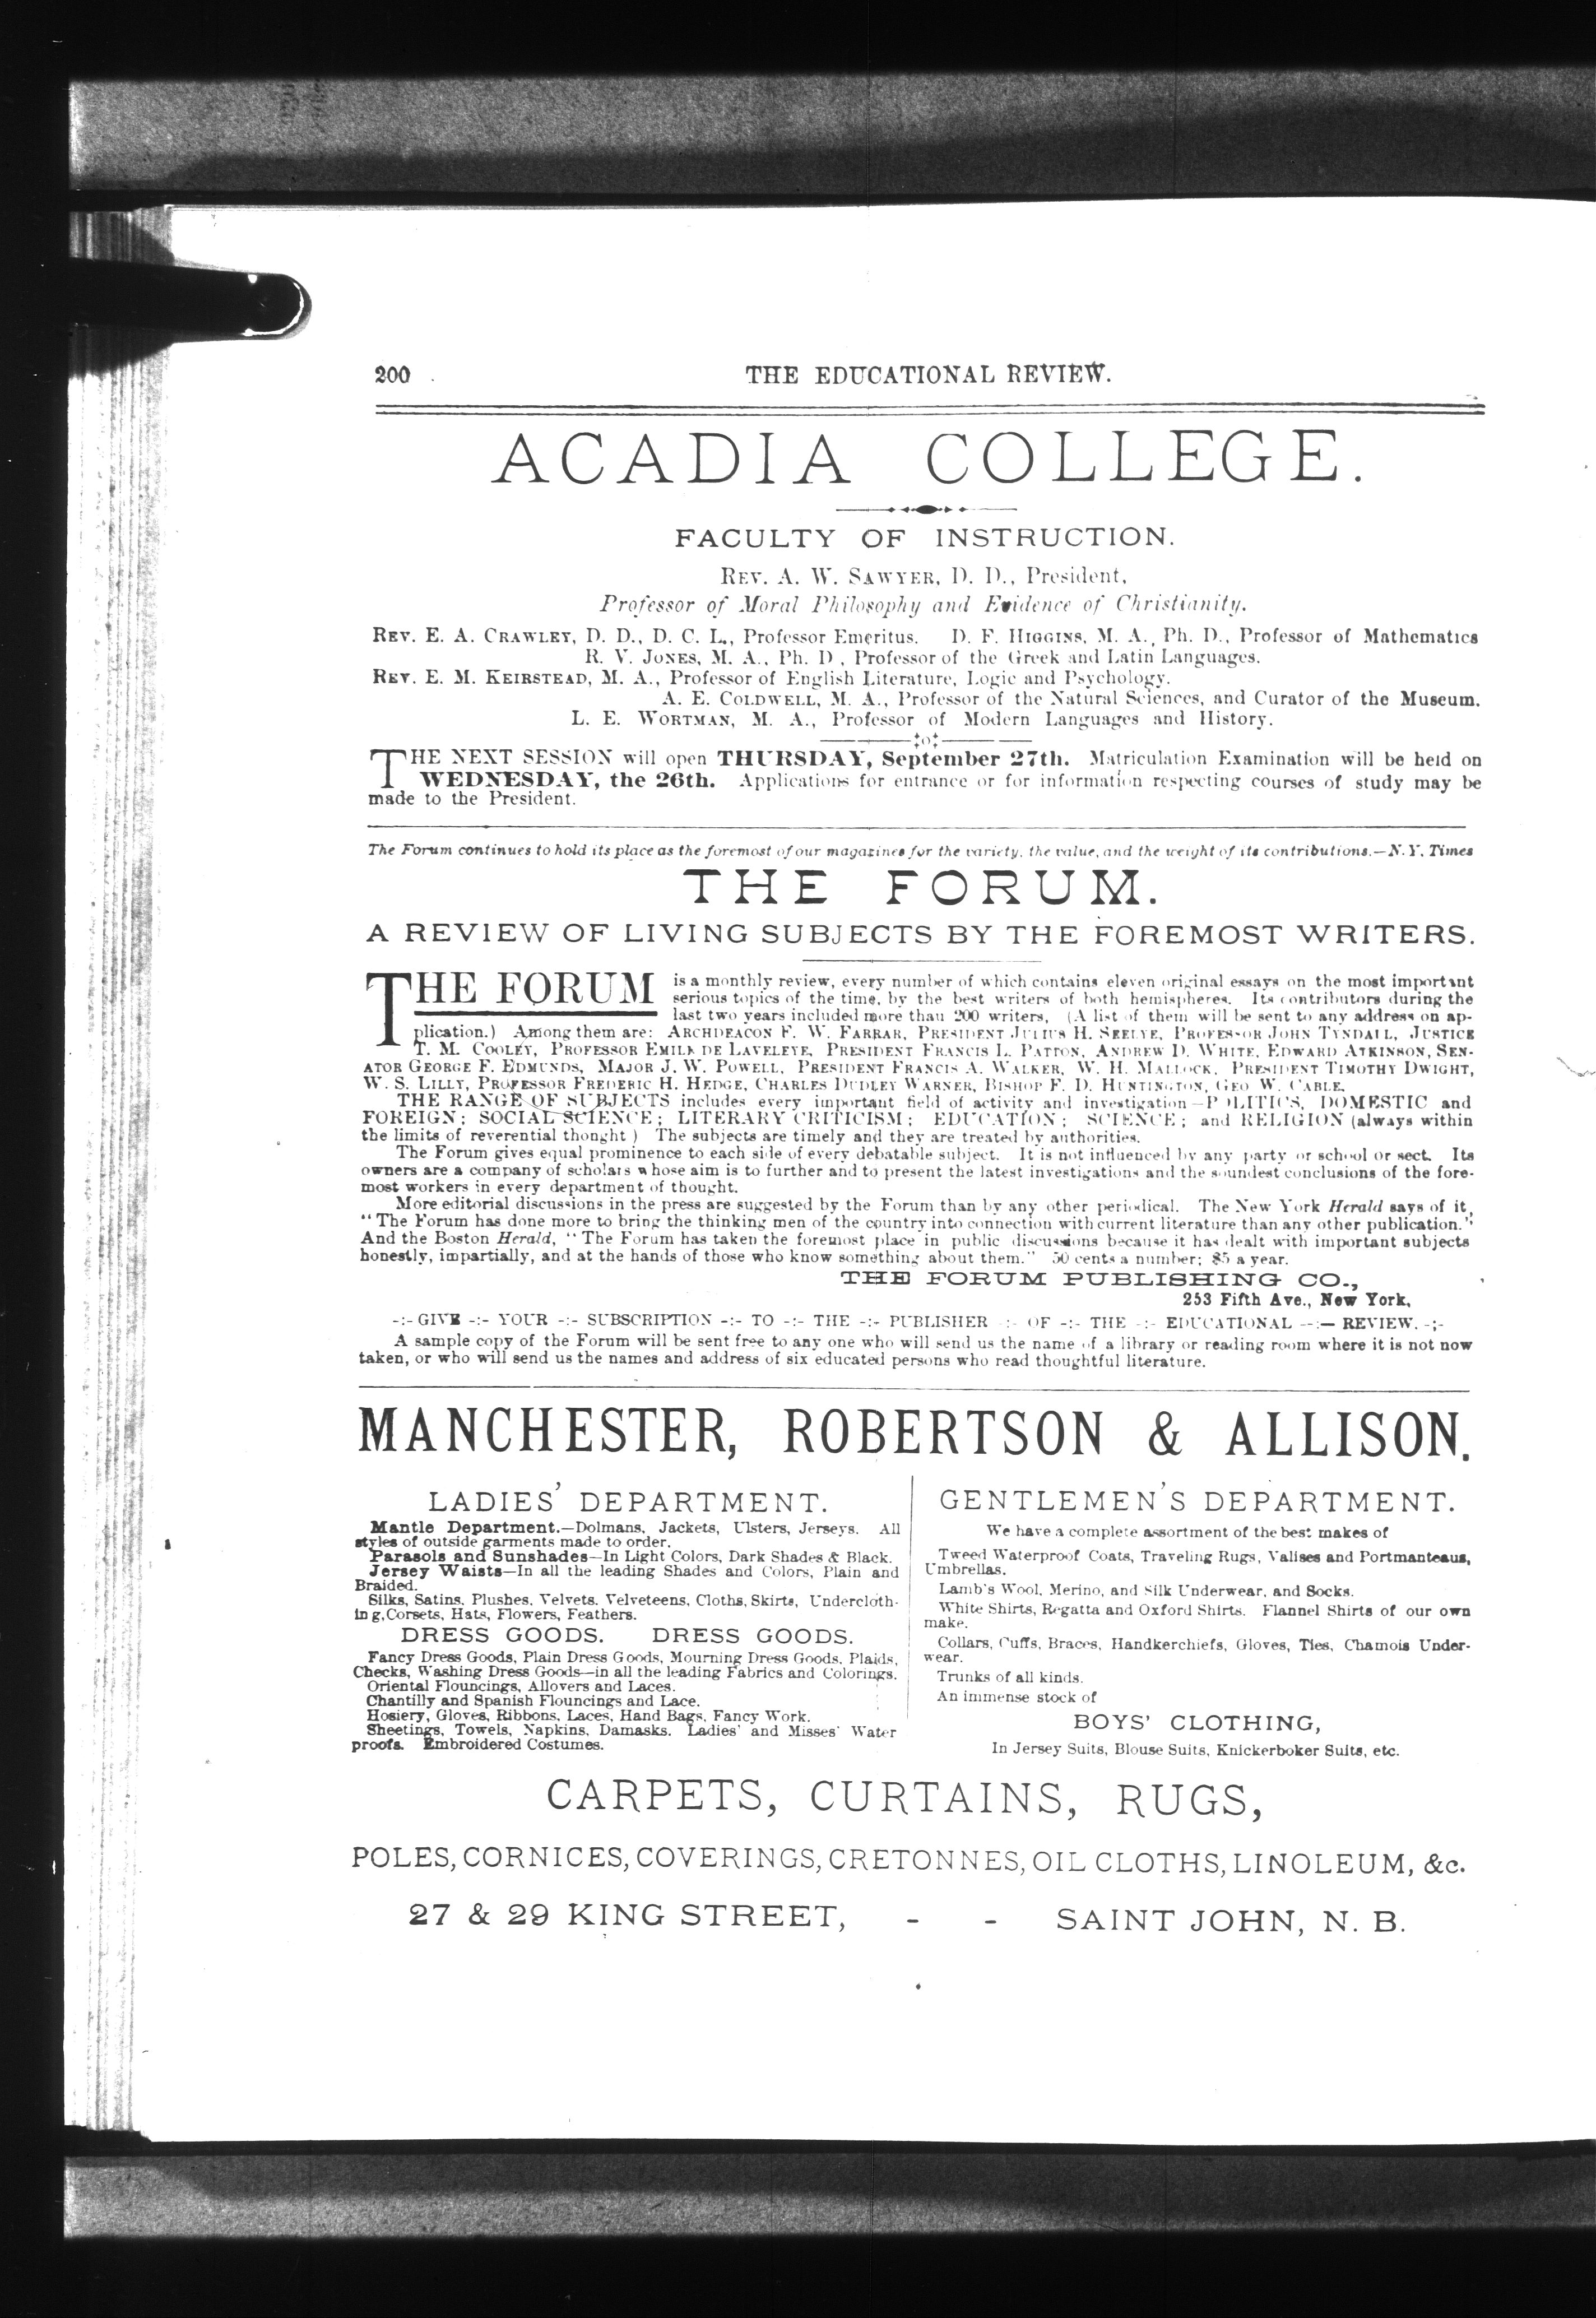 200
THE EDUCATIONAL REVIEW.
ACADIA COLLEGE.
FACULTY OF INSTRUCTION.
REV. A. W. SAWYER, D. D., President,
Professor of Moral Philosophy and Evidence of Christianity.
REV. E. A. CRAWLEY, D. D., D. C. L., Professor Emeritus. D. F. HIGGINS, M. A., Ph. D., Professor of Mathematics
R. V. JONES, M. A., Ph. D , Professor of the Greek and Latin Languages.
REV. E. M. KEIRSTEAD, M. A., Professor of English Literature, Logic and Psychology.
A. E. COLDWELL, M. A., Professor of the Natural Sciences, and Curator of the Museum.
L. E. WORTMAN, M. A., Professor of Modern Languages and History.
THE NEXT SESSION will open THURSDAY, September 27th. Matriculation Examination will be held on
WEDNESDAY, the 26th. Applications for entrance or for information respecting courses of study may be
made to the President.
The Forum continues to hold its place as the foremost of our magazines for the variety, the value, and the weight of its contributions.—N. Y. Times
THE FORUM.
A REVIEW OF LIVING SUBJECTS BY THE FOREMOST WRITERS.
THE FORUM is a monthly review, every number of which contains eleven original essays on the most important
serious topics of the time, by the best writers of both hemispheres. Its contributors during the
last two years included more than 200 writers, (A list of them will be sent to any address on ap-
plication.) Among them are: ARCHDEACON F. W. FARRAR, PRESIDENT JULIUS H. SEELYE, PROFESSOR JOHN TYNDALL, JUSTICE
T. M. COOLEY, PROFESSOR EMILE DE LAVELEYE, PRESIDENT FRANCIS L. PATTON, ANDREW D. WHITE, EDWARD ATKINSON, SEN-
ATOR GEORGE F. EDMUNDS, MAJOR J. W. POWELL, PRESIDENT FRANCIS A. WALKER, W. H. MALLOCK, PRESIDENT TIMOTHY DWIGHT,
W. S. LILLY, PROFESSOR FREDERIC H. HEDGE, CHARLES DUDLEY WARNER, BISHOP F. D. HUNTINGTON, GEO W. CABLE,
THE RANGE OF SUBJECTS includes every important field of activity and investigation—POLITICS, DOMESTIC and
FOREIGN; SOCIAL SCIENCE; LITERARY CRITICISM; EDUCATION; SCIENCE; and RELIGION (always within
the limits of reverential thonght ) The subjects are timely and they are treated by authorities.
The Forum gives equal prominence to each side of every debatable subject. It is not influenced by any party or school or sect. Its
owners are a company of scholars whose aim is to further and to present the latest investigations and the soundest conclusions of the fore-
most workers in every department of thought.
More editorial discussions in the press are suggested by the Forum than by any other periodical. The New York Herald says of it,
"The Forum has done more to bring the thinking men of the country into connection with current literature than any other publication."
And the Boston Herald, "The Forum has taken the foremost place in public discussions because it has dealt with important subjects
honestly, impartially, and at the hands of those who know something about them." 50 cents a number; $5 a year.
THE FORUM PUBLISHING CO.,
253 Fifth Ave., New York,
-:- GIVE -:- YOUR -:- SUBSCRIPTION -:- TO -:- THE -:- PUBLISHER -:- OF -:- THE -:- EDUCATIONAL -:- REVIEW. -:-
A sample copy of the Forum will be sent free to any one who will send us the name of a library or reading room where it is not now
taken, or who will send us the names and address of six educated persons who read thoughtful literature.
MANCHESTER, ROBERTSON & ALLISON.
LADIES' DEPARTMENT.
Mantle Department.—Dolmans, Jackets, Ulsters, Jerseys. All
styles of outside garments made to order.
Parasols and Sunshades—In Light Colors, Dark Shades & Black.
Jersey Waists—In all the leading Shades and Colors, Plain and
Braided.
Silks, Satins, Plushes, Velvets, Velveteens, Cloths, Skirts, Undercloth-
ing, Corsets, Hats, Flowers, Feathers.
DRESS GOODS. DRESS GOODS.
Fancy Dress Goods, Plain Dress Goods, Mourning Dress Goods, Plaids,
Checks, Washing Dress Goods—in all the leading Fabrics and Colorings.
Oriental Flouncings, Allovers and Laces.
Chantilly and Spanish Flouncings and Lace.
Hosiery, Gloves, Ribbons, Laces, Hand Bags, Fancy Work.
Sheetings, Towels, Napkins, Damasks. Ladies' and Misses' Water
proofs. Embroidered Costumes.
GENTLEMEN'S DEPARTMENT.
We have a complete assortment of the best makes of
Tweed Waterproof Coats, Traveling Rugs, Valises and Portmanteaus,
Umbrellas.
Lamb's Wool, Merino, and Silk Underwear, and Socks.
White Shirts, Regatta and Oxford Shirts. Flannel Shirts of our own
make.
Collars, Cuffs, Braces, Handkerchiefs, Gloves, Ties, Chamois Under-
wear.
Trunks of all kinds.
An immense stock of
BOYS' CLOTHING,
In Jersey Suits, Blouse Suits, Knickerboker Suits, etc.
CARPETS, CURTAINS, RUGS,
POLES, CORNICES, COVERINGS, CRETONNES, OIL CLOTHS, LINOLEUM, &c.
27 & 29 KING STREET, - - SAINT JOHN, N. B.